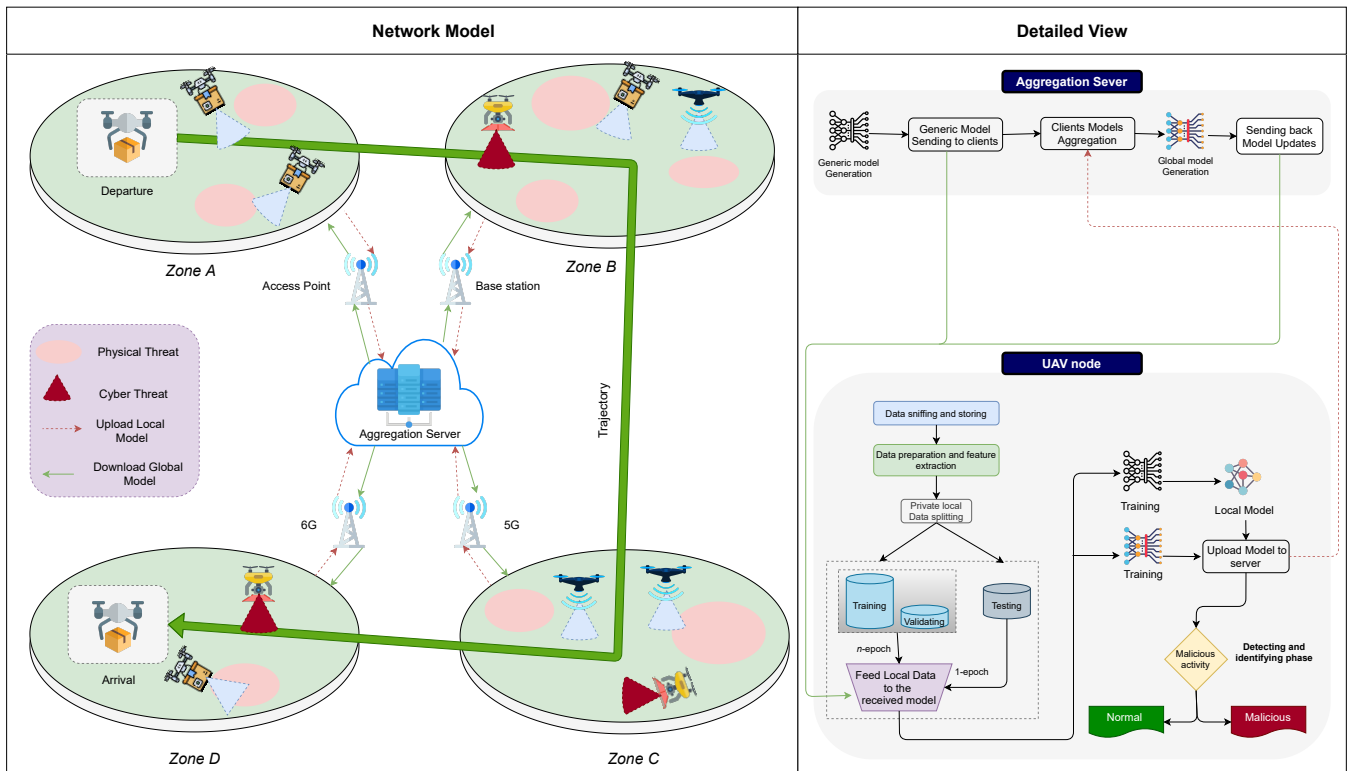 Network Model
Departure
Zone A
Zone B
Access Point
Base station
Physical Threat
Cyber Threat
Upload Local
Model
Download Global
Model
Aggregation Server
Trajectory
6G
5G
Arrival
Zone D
Zone C
Detailed View
Aggregation Sever
Generic model
Generation
Generic Model
Sending to clients
Clients Models
Aggregation
Global model
Generation
Sending back
Model Updates
UAV node
Data sniffing and storing
Data preparation and feature
extraction
Private local
Data splitting
Training
Validating
Testing
n-epoch
1-epoch
Feed Local Data
to the
received model
Training
Local Model
Training
Upload Model to
server
Malicious
activity
Detecting and
identifying phase
Normal
Malicious